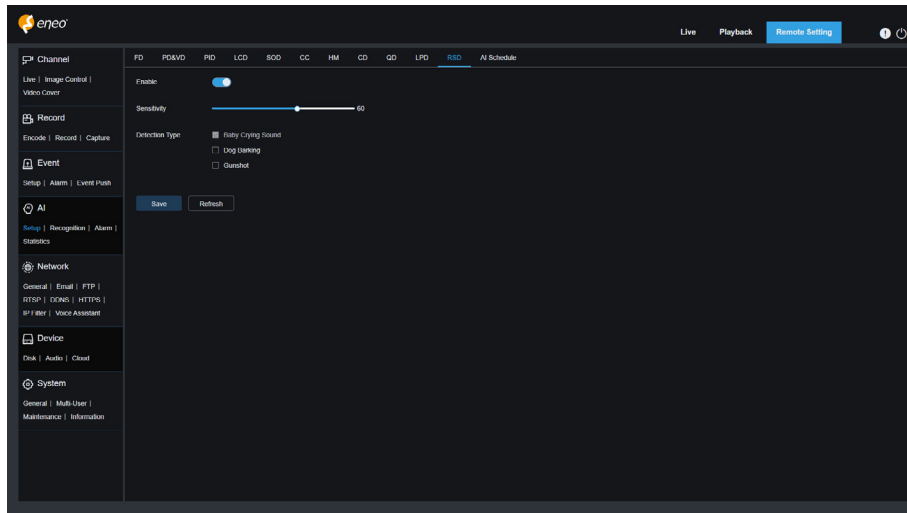 eneo
Live Playback Remote Setting
Channel
Live | Image Control |
Video Cover
Record
Encode | Record | Capture
Event
Setup | Alarm | Event Push
AI
Setup | Recognition | Alarm |
Statistics
Network
General | Email | FTP |
RTSP | DDNS | HTTPS |
IP Filter | Voice Assistant
Device
Disk | Audio | Cloud
System
General | Multi-User |
Maintenance | Information
FD PD&VD PID LCD SOD CC HM CD QD LPD RSD AI Schedule
Enable
Sensitivity 60
Detection Type Baby Crying Sound
Dog Barking
Gunshot
Save Refresh